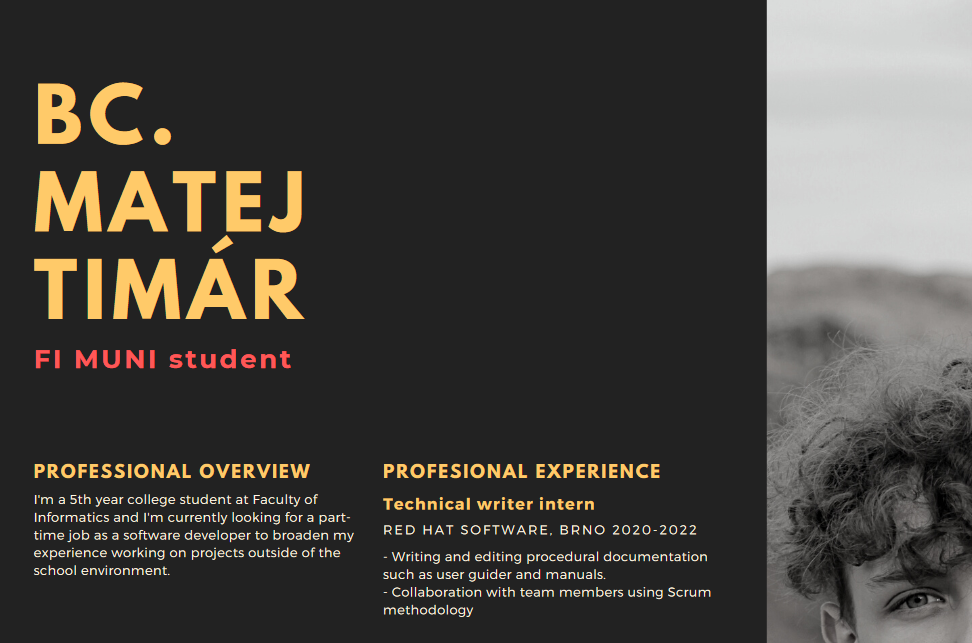 BC.
MATEJ
TIMÁR
FI MUNI student
PROFESSIONAL OVERVIEW
I'm a 5th year college student at Faculty of
Informatics and I'm currently looking for a part-
time job as a software developer to broaden my
experience working on projects outside of the
school environment.
PROFESIONAL EXPERIENCE
Technical writer intern
RED HAT SOFTWARE, BRNO 2020-2022
- Writing and editing procedural documentation
such as user guider and manuals.
- Collaboration with team members using Scrum
methodology